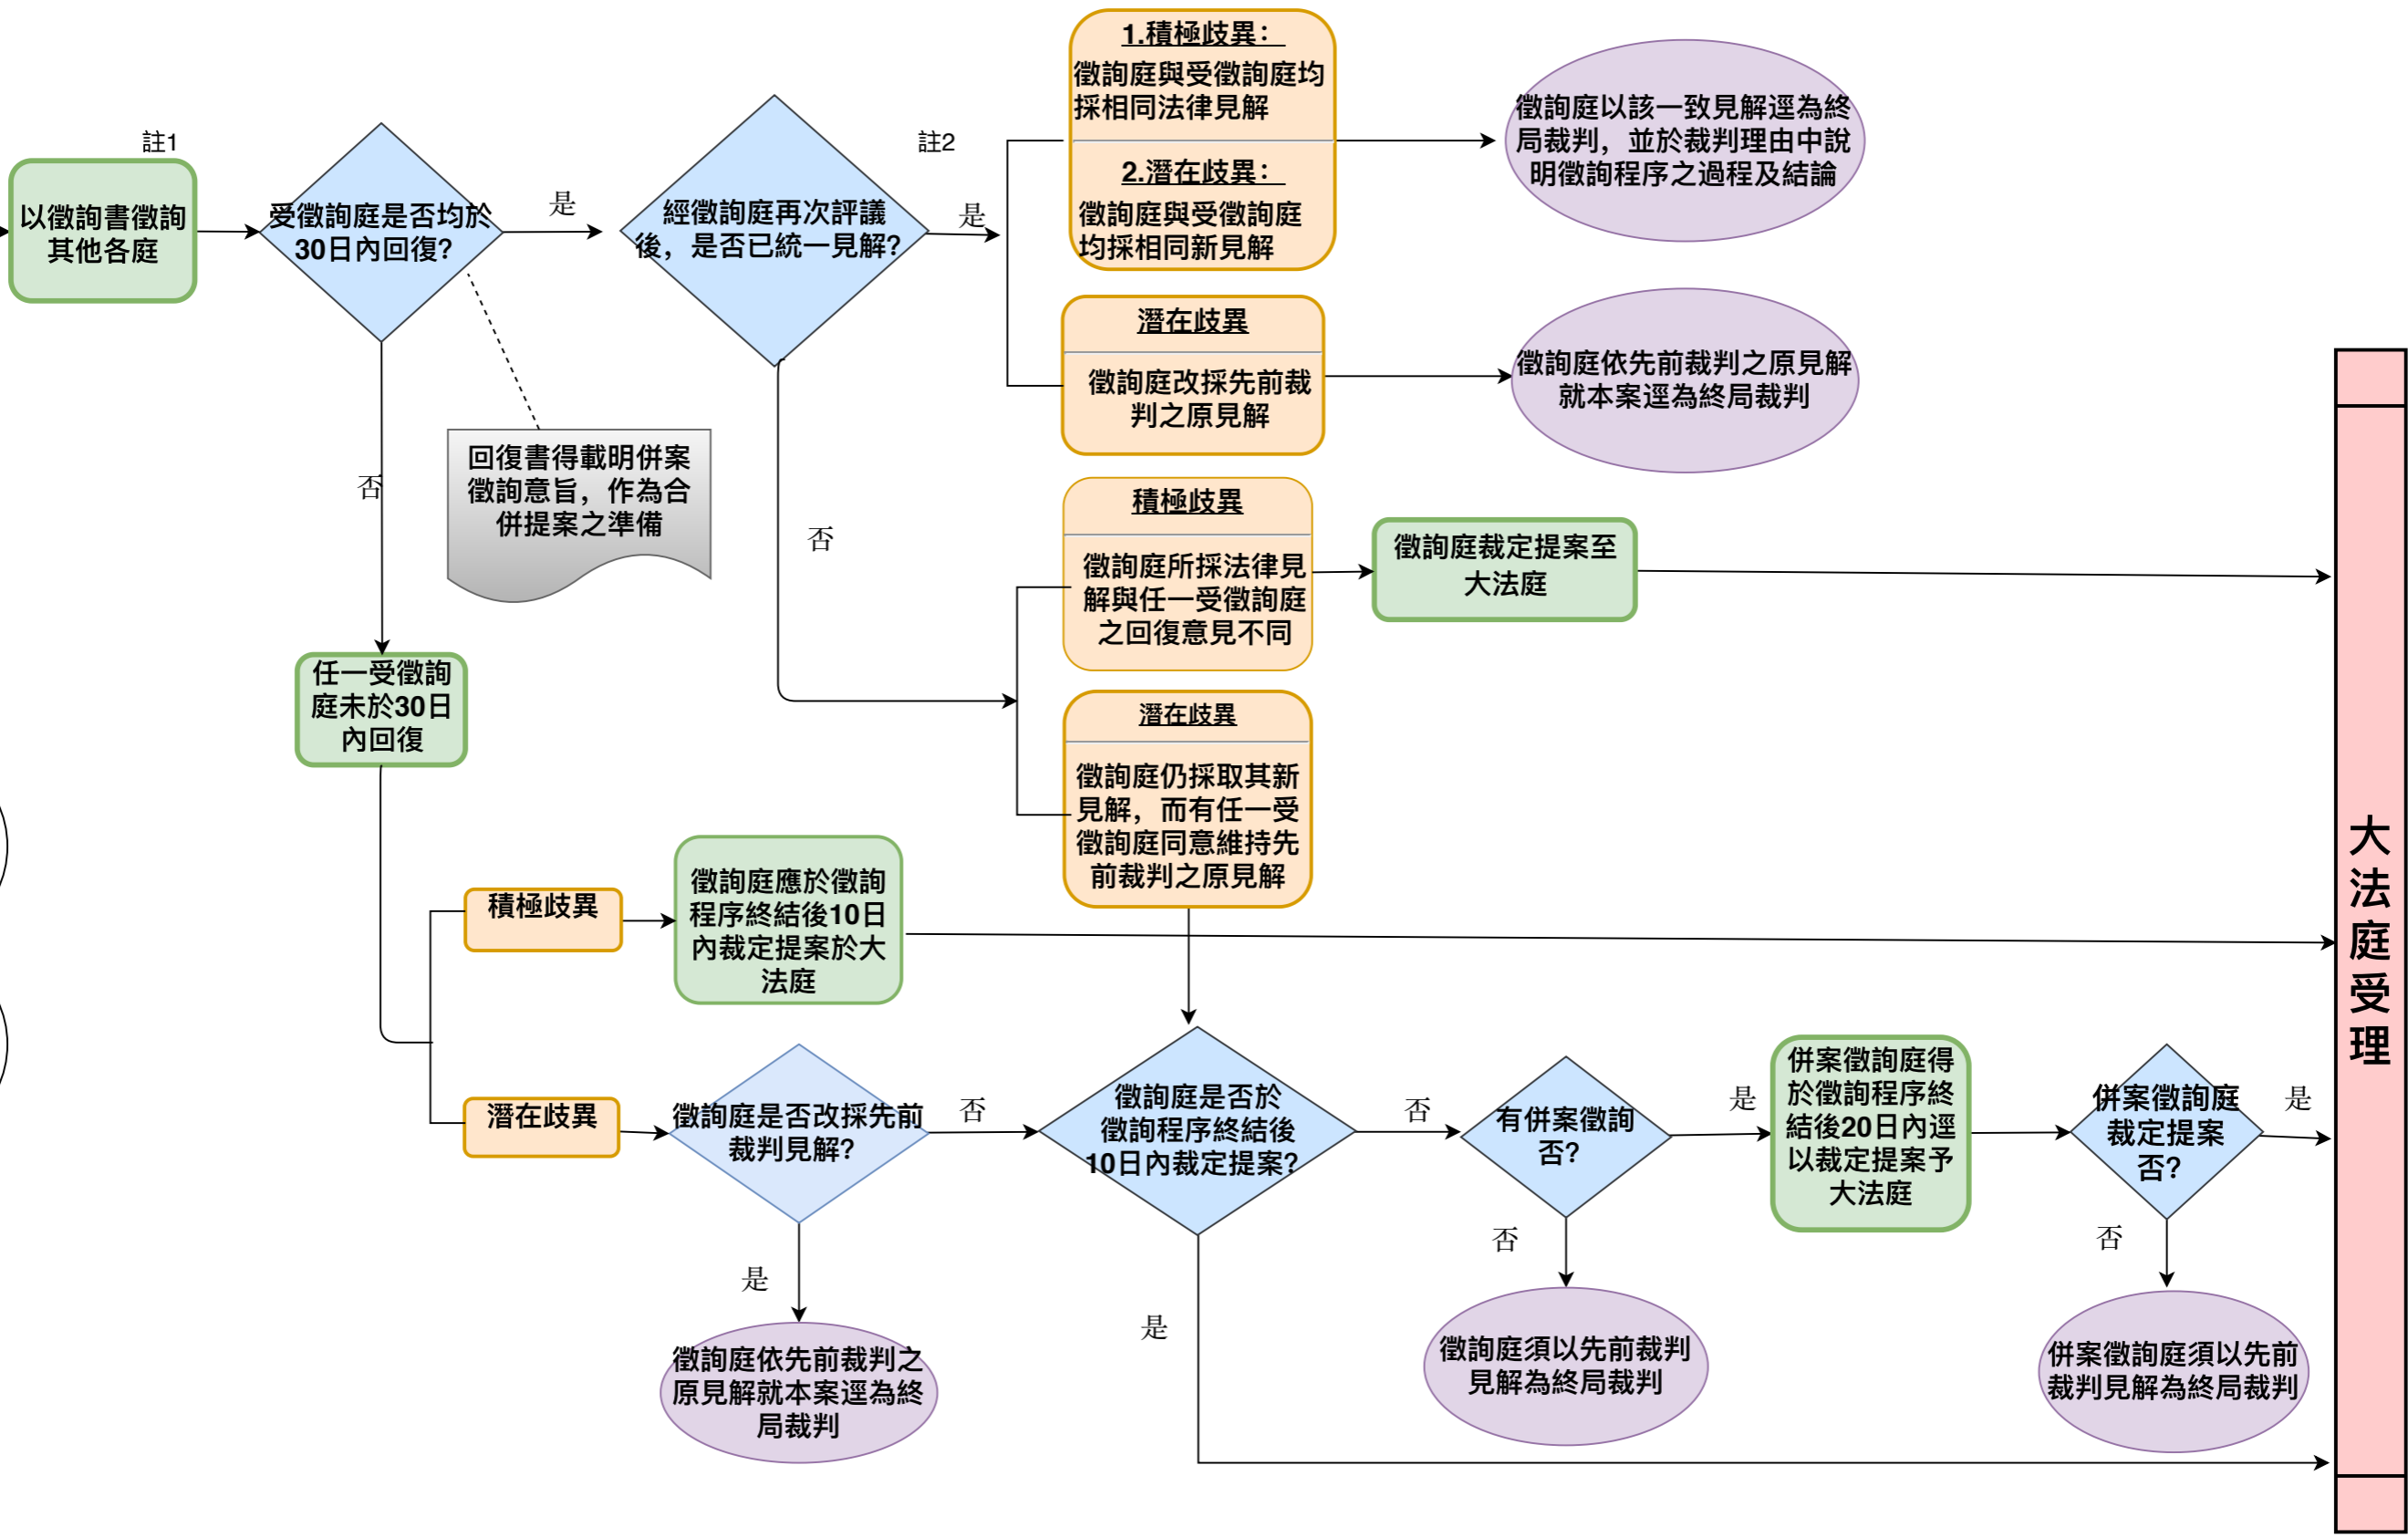 註1
以徵詢書徵詢
其他各庭
受徵詢庭是否均於
30日內回復？
是
經徵詢庭再次評議
後，是否已統一見解？
註2
是
1.積極歧異：
徵詢庭與受徵詢庭均
採相同法律見解
2.潛在歧異：
徵詢庭與受徵詢庭
均採相同新見解
徵詢庭以該一致見解逕為終
局裁判，並於裁判理由中說
明徵詢程序之過程及結論
潛在歧異
徵詢庭改採先前裁
判之原見解
徵詢庭依先前裁判之原見解
就本案逕為終局裁判
否
回復書得載明併案
徵詢意旨，作為合
併提案之準備
否
積極歧異
徵詢庭所採法律見
解與任一受徵詢庭
之回復意見不同
徵詢庭裁定提案至
大法庭
任一受徵詢
庭未於30日
內回復
潛在歧異
徵詢庭仍採取其新
見解，而有任一受
徵詢庭同意維持先
前裁判之原見解
積極歧異
徵詢庭應於徵詢
程序終結後10日
內裁定提案於大
法庭
潛在歧異
徵詢庭是否改採先前
裁判見解？
否
徵詢庭是否於
徵詢程序終結後
10日內裁定提案？
否
有併案徵詢
否？
是
併案徵詢庭得
於徵詢程序終
結後20日內逕
以裁定提案予
大法庭
併案徵詢庭
裁定提案
否？
是
大
法
庭
受
理
是
徵詢庭依先前裁判之
原見解就本案逕為終
局裁判
是
否
徵詢庭須以先前裁判
見解為終局裁判
否
併案徵詢庭須以先前
裁判見解為終局裁判